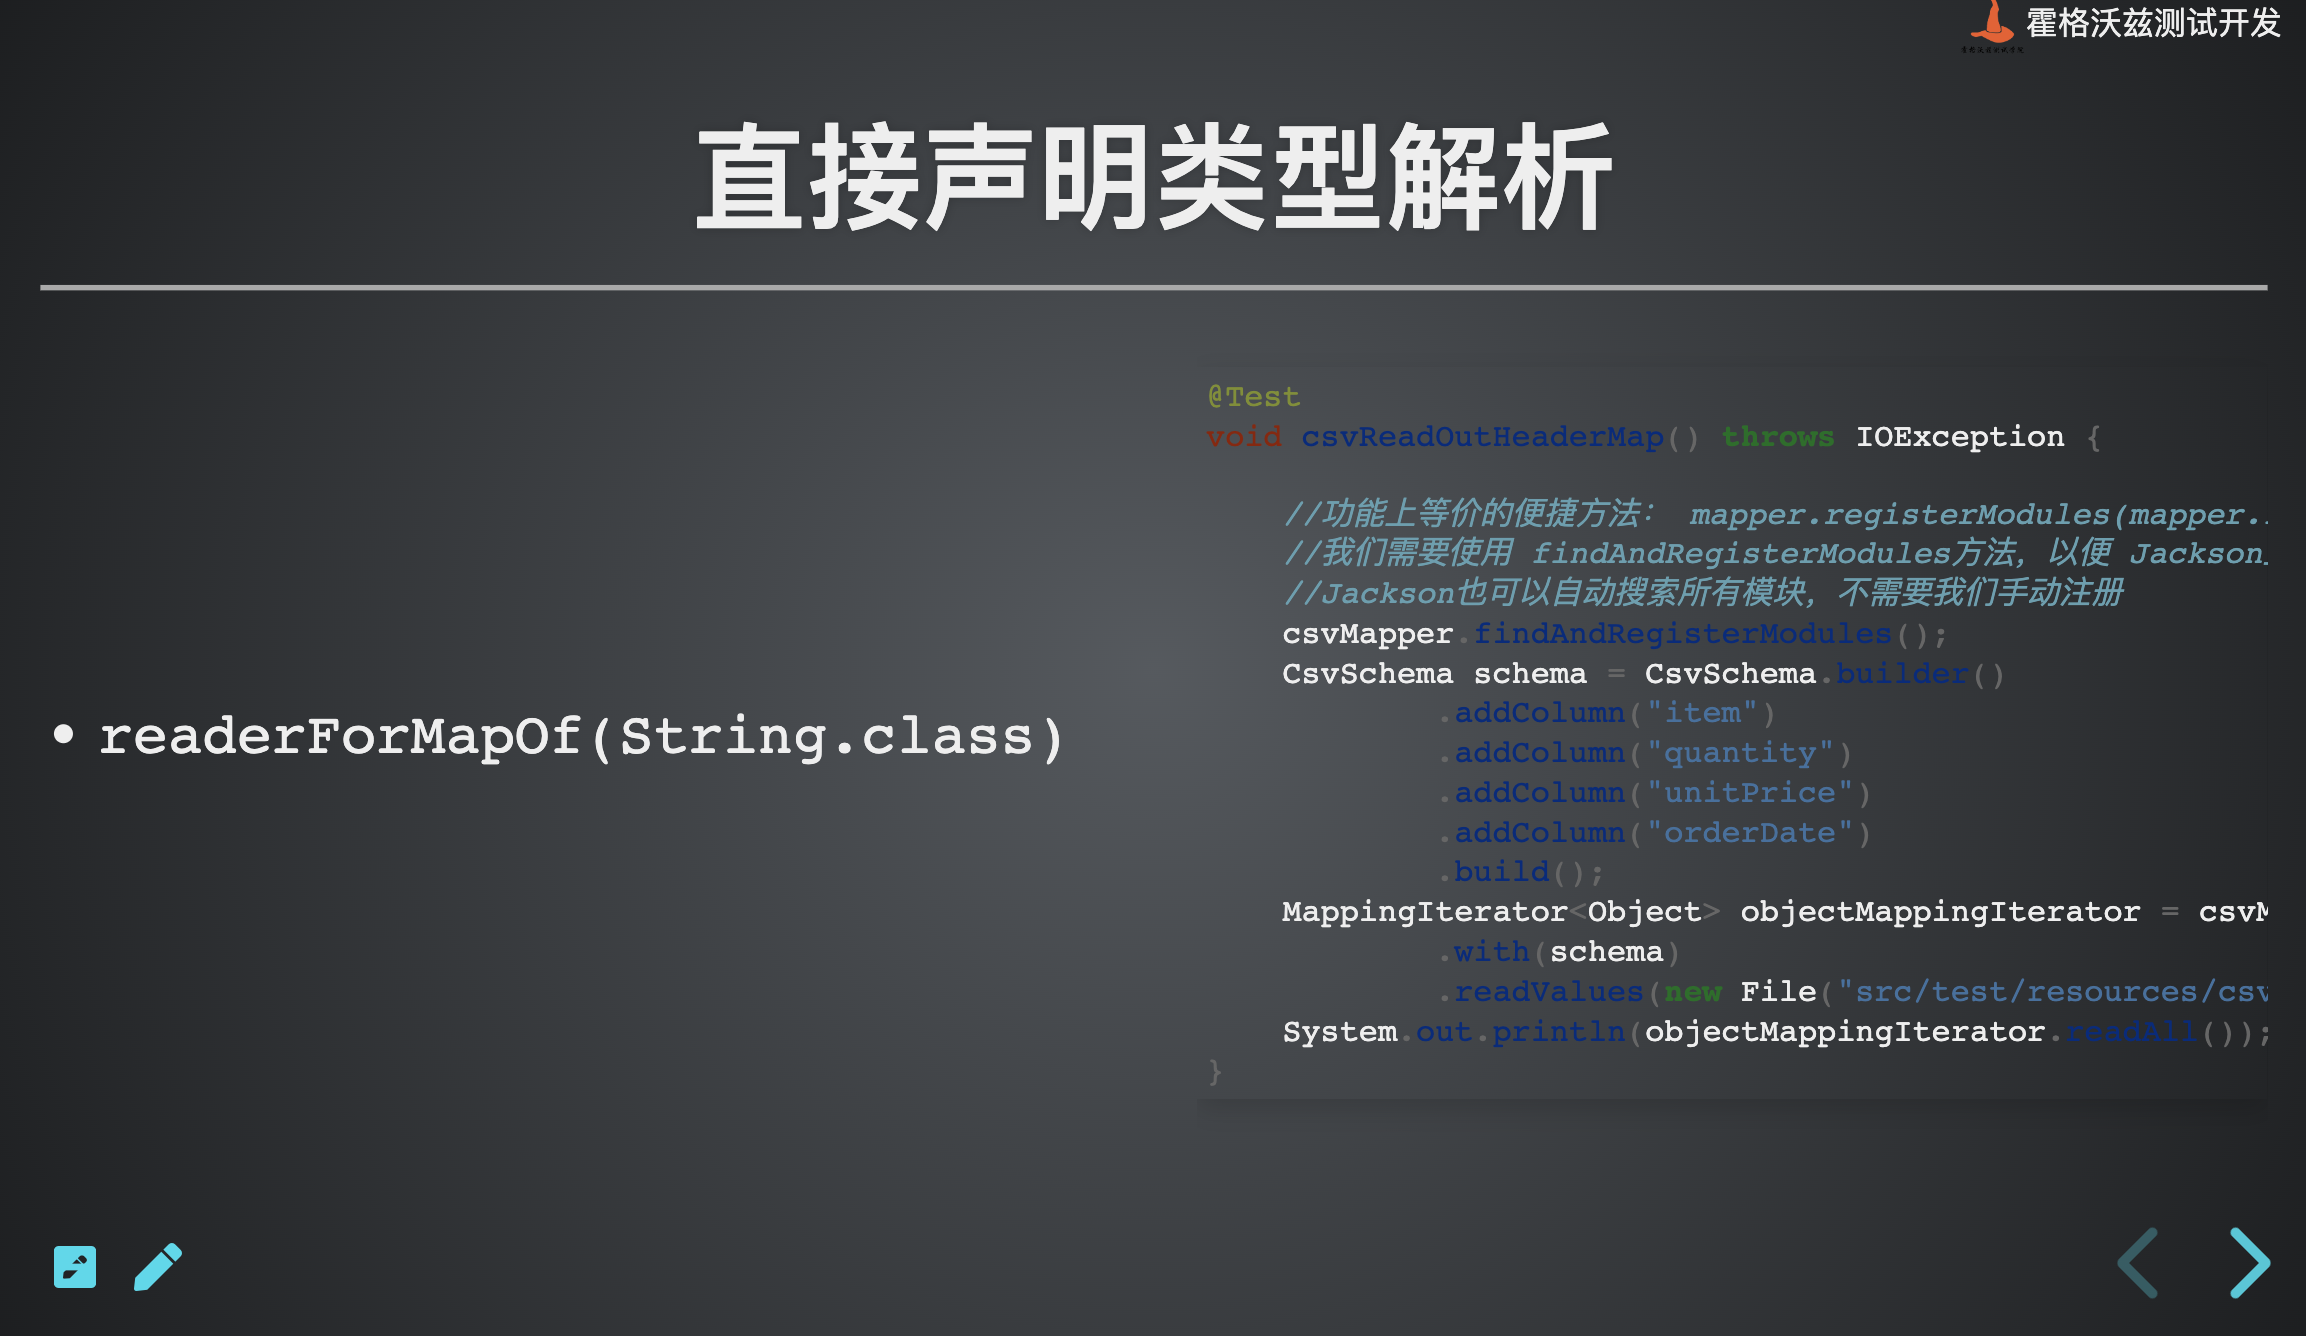 霍格沃兹测试开发
直接声明类型解析
• readerForMapOf(String.class)
@Test
void csvReadOutHeaderMap() throws IOException {
//功能上等价的便捷方法： mapper.registerModules(mapper.
//我们需要使用 findAndRegisterModules方法，以便 Jackson
//Jackson也可以自动搜索所有模块，不需要我们手动注册
csvMapper.findAndRegisterModules();
CsvSchema schema = CsvSchema.builder()
.addColumn("item")
.addColumn("quantity")
.addColumn("unitPrice")
.addColumn("orderDate")
.build();
MappingIterator<Object> objectMappingIterator = csvM
.with(schema)
.readValues(new File("src/test/resources/csv
System.out.println(objectMappingIterator.readAll());
}